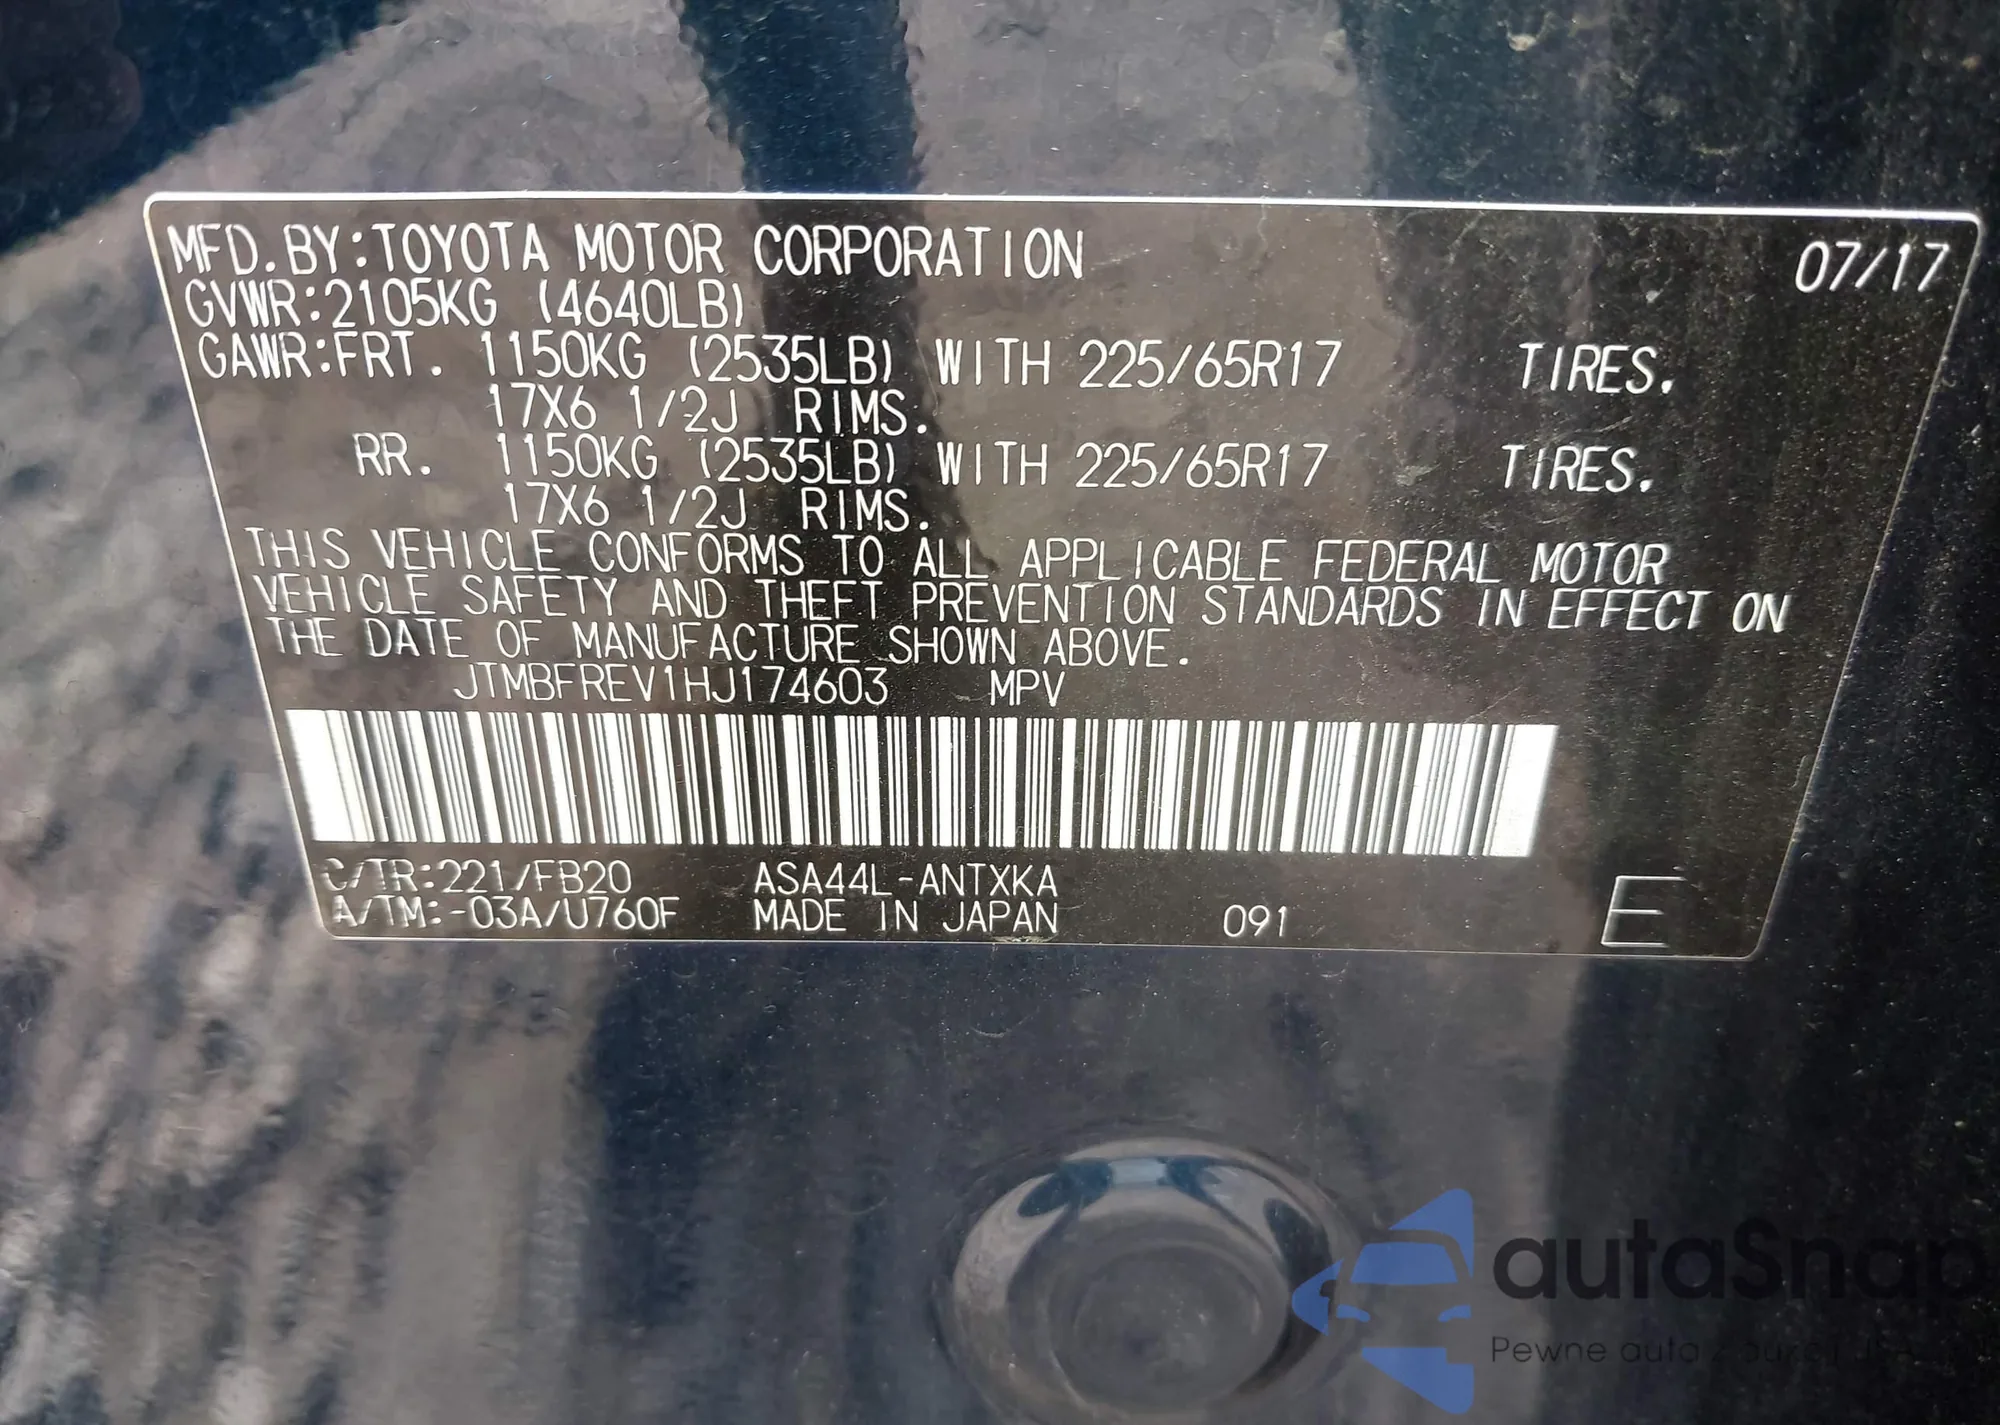 MFD.BY:TOYOTA MOTOR CORPORATION 07/17
GVWR:2105KG (4640LB)
GAWR:FRT. 1150KG (2535LB) WITH 225/65R17 TIRES.
17X6 1/2J RIMS.
RR. 1150KG (2535LB) WITH 225/65R17 TIRES.
17X6 1/2J RIMS.
THIS VEHICLE CONFORMS TO ALL APPLICABLE FEDERAL MOTOR
VEHICLE SAFETY AND THEFT PREVENTION STANDARDS IN EFFECT ON
THE DATE OF MANUFACTURE SHOWN ABOVE.
JTMBFREV1HJ174603 MPV
C/TR:221/FB20 ASA44L-ANTXKA
A/TM:-03A/U760F MADE IN JAPAN 091 E
autaSnap
Pewne auta z